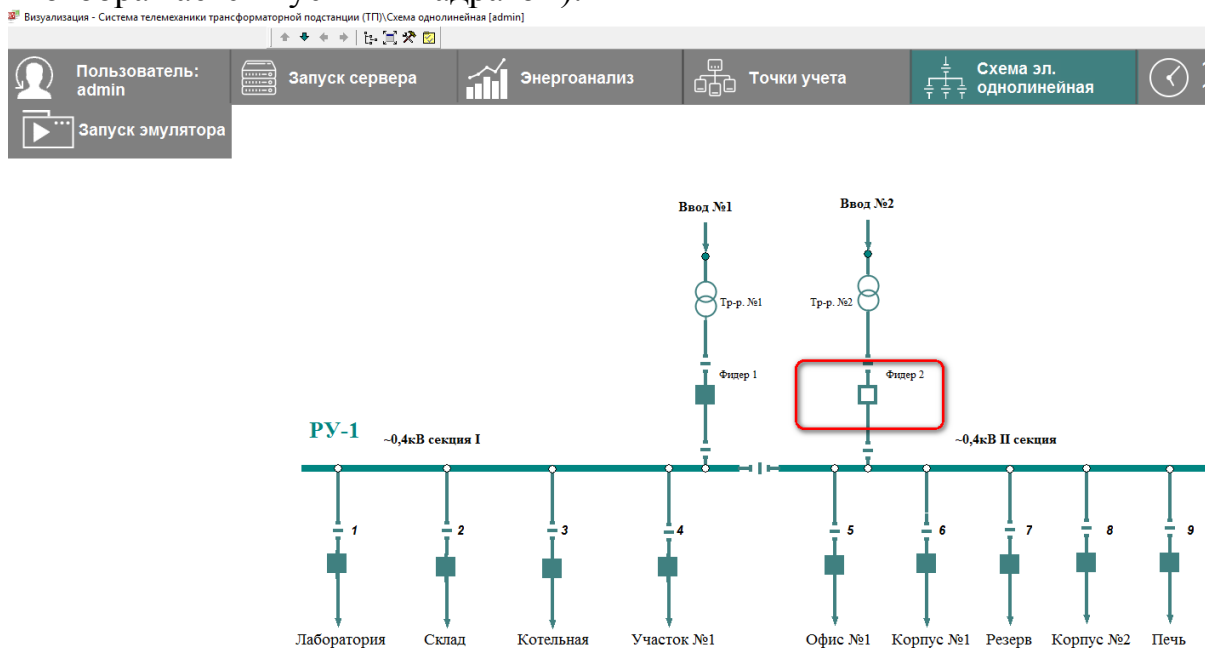 Визуализация - Система телемеханики трансформаторной подстанции (ТП)\Схема однолинейная [admin]
Пользователь:
admin
Запуск сервера
Энергоанализ
Точки учета
Схема эл.
однолинейная
Запуск эмулятора
Ввод №1
Ввод №2
Тр-р. №1
Тр-р. №2
Фидер 1
Фидер 2
РУ-1
~0,4кВ секция I
~0,4кВ II секция
1
2
3
4
5
6
7
8
9
Лаборатория
Склад
Котельная
Участок №1
Офис №1
Корпус №1
Резерв
Корпус №2
Печь